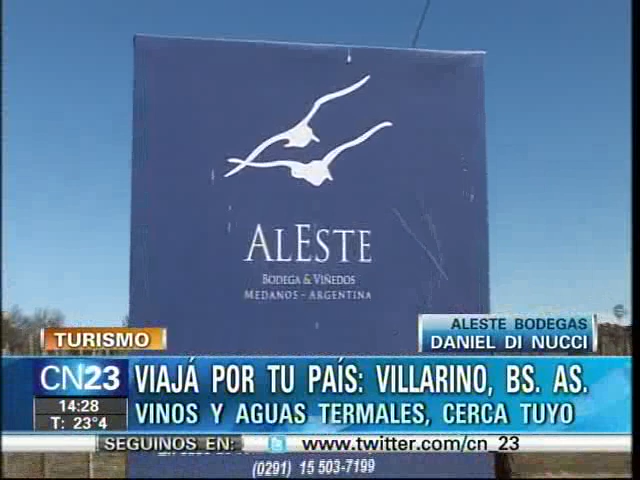 ALESTE
BODEGA & VIÑEDOS
MEDANOS - ARGENTINA
TURISMO
ALESTE BODEGAS
DANIEL DI NUCCI
CN23
VIAJÁ POR TU PAÍS: VILLARINO, BS. AS.
14:28
T: 23°4
VINOS Y AGUAS TERMALES, CERCA TUYO
SEGUINOS EN:
www.twitter.com/cn_23
(0291) 15 503-7199